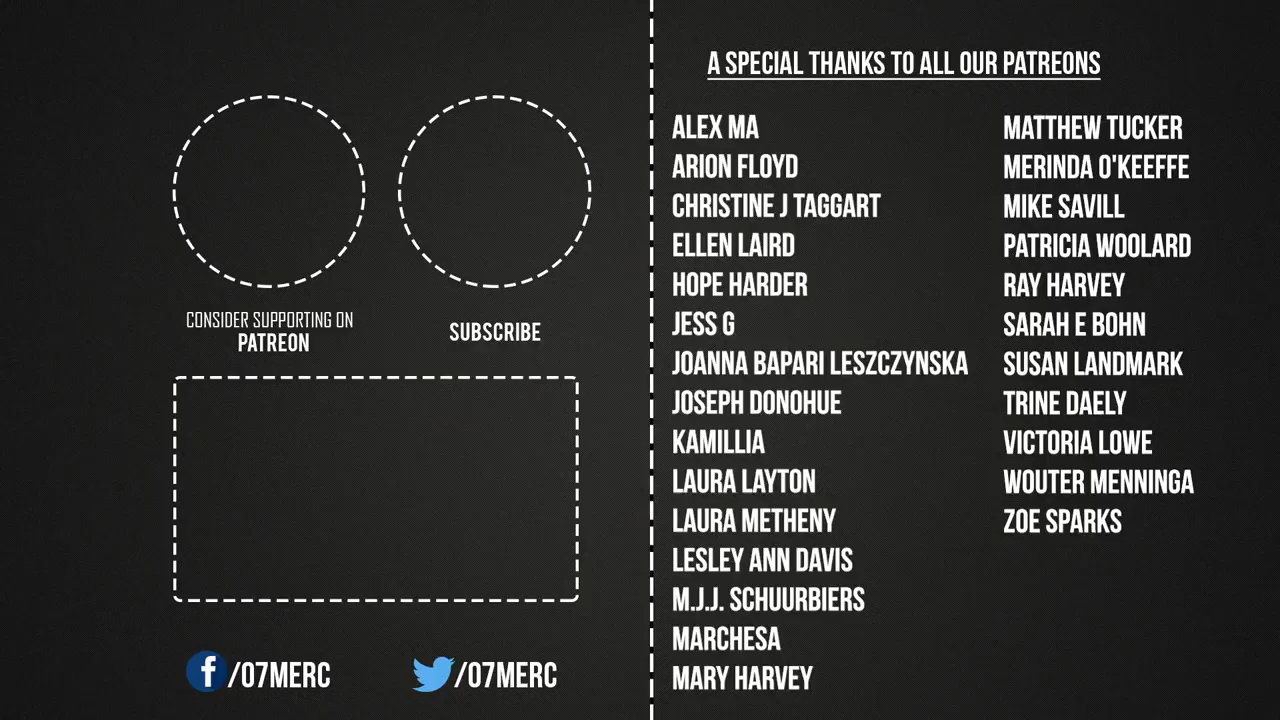 CONSIDER SUPPORTING ON
PATREON
SUBSCRIBE
/07MERC
/07MERC
A SPECIAL THANKS TO ALL OUR PATREONS
ALEX MA
ARION FLOYD
CHRISTINE J TAGGART
ELLEN LAIRD
HOPE HARDER
JESS G
JOANNA BAPARI LESZCZYNSKA
JOSEPH DONOHUE
KAMILLIA
LAURA LAYTON
LAURA METHENY
LESLEY ANN DAVIS
M.J.J. SCHUURBIERS
MARCHESA
MARY HARVEY
MATTHEW TUCKER
MERINDA O'KEEFFE
MIKE SAVILL
PATRICIA WOOLARD
RAY HARVEY
SARAH E BOHN
SUSAN LANDMARK
TRINE DAELY
VICTORIA LOWE
WOUTER MENNINGA
ZOE SPARKS